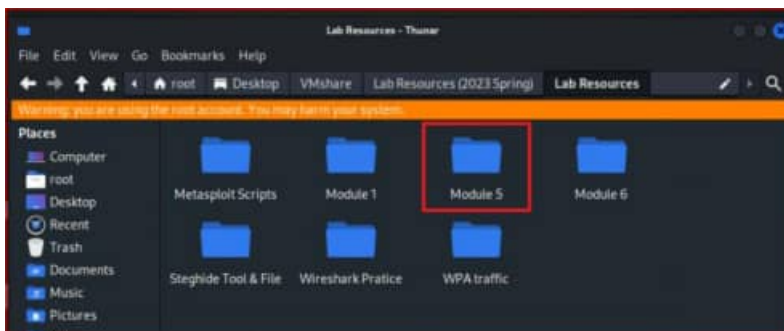 Lab Resources - Thunar
File Edit View Go Bookmarks Help
root Desktop VMshare Lab Resources (2023 Spring) Lab Resources
Warning: you are using the root account. You may harm your system.
Places
Computer
root
Desktop
Recent
Trash
Documents
Music
Pictures
Metasploit Scripts Module 1 Module 5 Module 6
Steghide Tool & File Wireshark Pratice WPA traffic